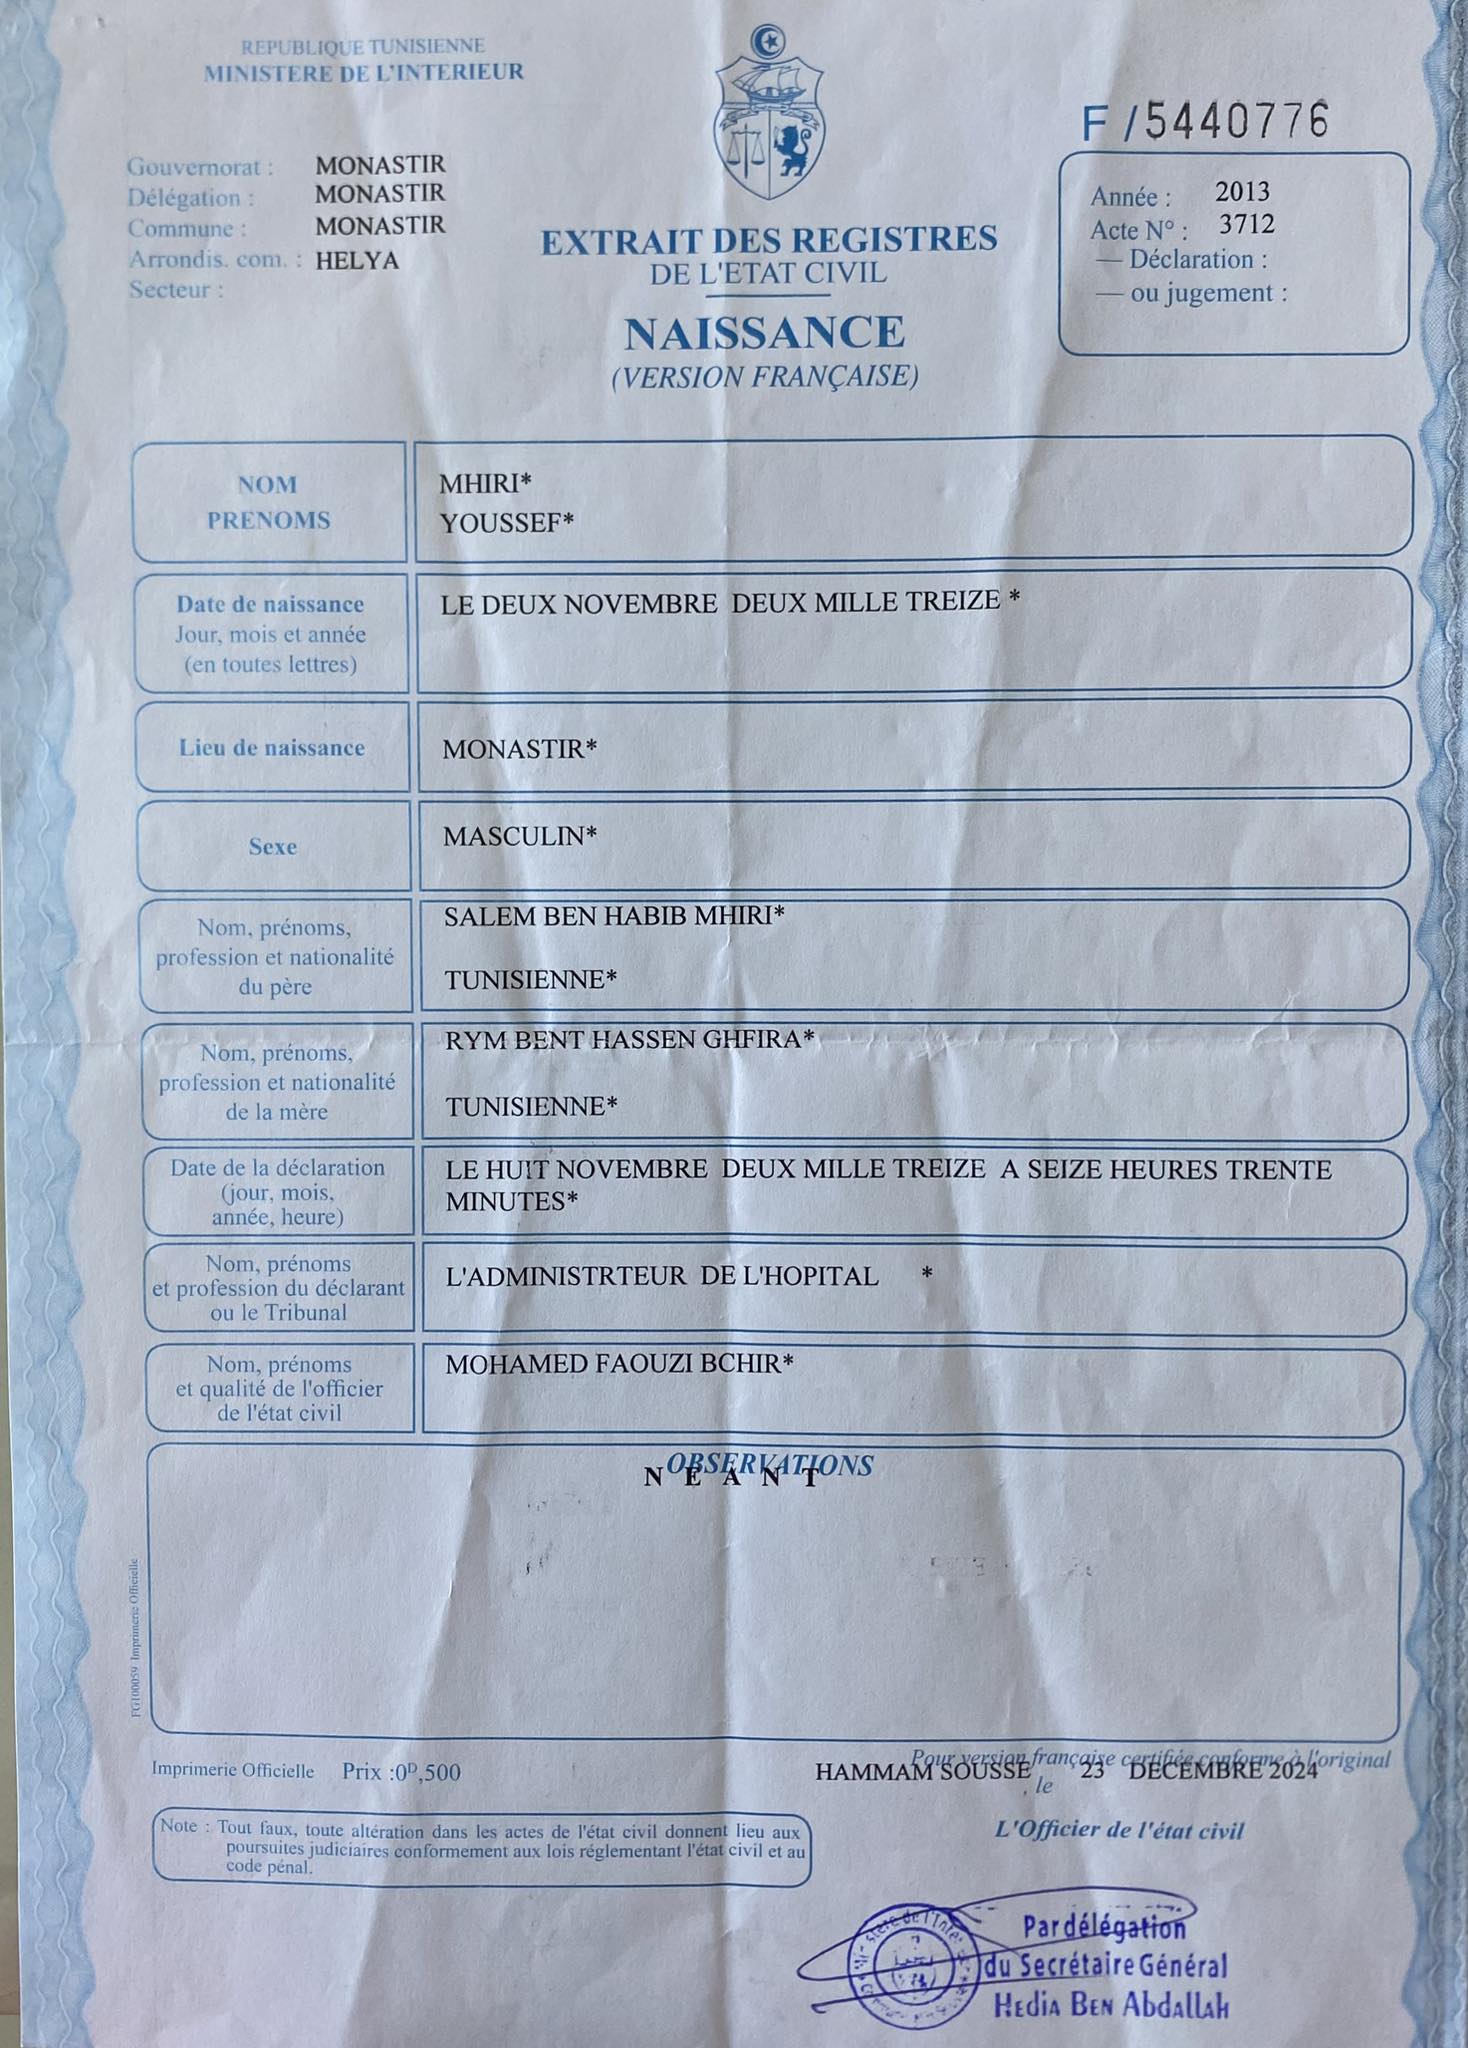 REPUBLIQUE TUNISIENNE
MINISTERE DE L'INTERIEUR
F / 5440776
Gouvernorat : MONASTIR
Délégation : MONASTIR
Commune : MONASTIR
Arrondis. com. : HELYA
Secteur :
EXTRAIT DES REGISTRES
DE L'ETAT CIVIL
NAISSANCE
(VERSION FRANÇAISE)
Année : 2013
Acte N° : 3712
— Déclaration :
— ou jugement :
NOM MHIRI*
PRENOMS YOUSSEF*
Date de naissance LE DEUX NOVEMBRE DEUX MILLE TREIZE *
Jour, mois et année
(en toutes lettres)
Lieu de naissance MONASTIR*
Sexe MASCULIN*
Nom, prénoms,
profession et nationalité
du père
SALEM BEN HABIB MHIRI*
TUNISIENNE*
Nom, prénoms,
profession et nationalité
de la mère
RYM BENT HASSEN GHFIRA*
TUNISIENNE*
Date de la déclaration
(jour, mois,
année, heure)
LE HUIT NOVEMBRE DEUX MILLE TREIZE A SEIZE HEURES TRENTE
MINUTES*
Nom, prénoms
et profession du déclarant
ou le Tribunal
L'ADMINISTRTEUR DE L'HOPITAL *
Nom, prénoms
et qualité de l'officier
de l'état civil
MOHAMED FAOUZI BCHIR*
OBSERVATIONS
N E A N T
FG100059 Imprimerie Officielle
Imprimerie Officielle Prix :0D,500
Pour version française certifiée conforme à l'original
HAMMAM SOUSSE , le 23 DECEMBRE 2024
L'Officier de l'état civil
Note : Tout faux, toute altération dans les actes de l'état civil donnent lieu aux
poursuites judiciaires conformement aux lois réglementant l'état civil et au
code pénal.
Par délégation
du Secrétaire Général
Hedia Ben Abdallah